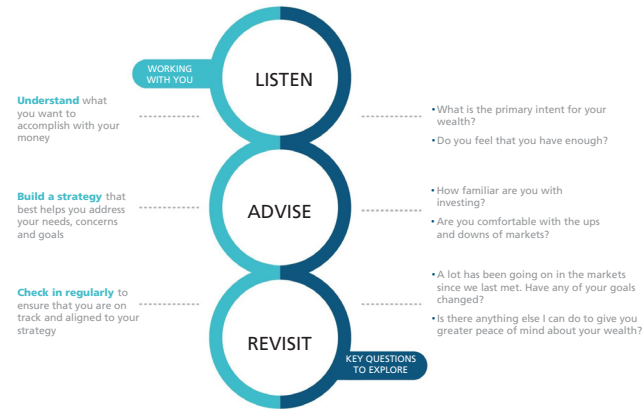 WORKING
WITH YOU
LISTEN
Understand what
you want to
accomplish with your
money
• What is the primary intent for your
wealth?
• Do you feel that you have enough?
Build a strategy that
best helps you address
your needs, concerns
and goals
ADVISE
• How familiar are you with
investing?
• Are you comfortable with the ups
and downs of markets?
Check in regularly to
ensure that you are on
track and aligned to your
strategy
REVISIT
• A lot has been going on in the markets
since we last met. Have any of your goals
changed?
• Is there anything else I can do to give you
greater peace of mind about your wealth?
KEY QUESTIONS
TO EXPLORE